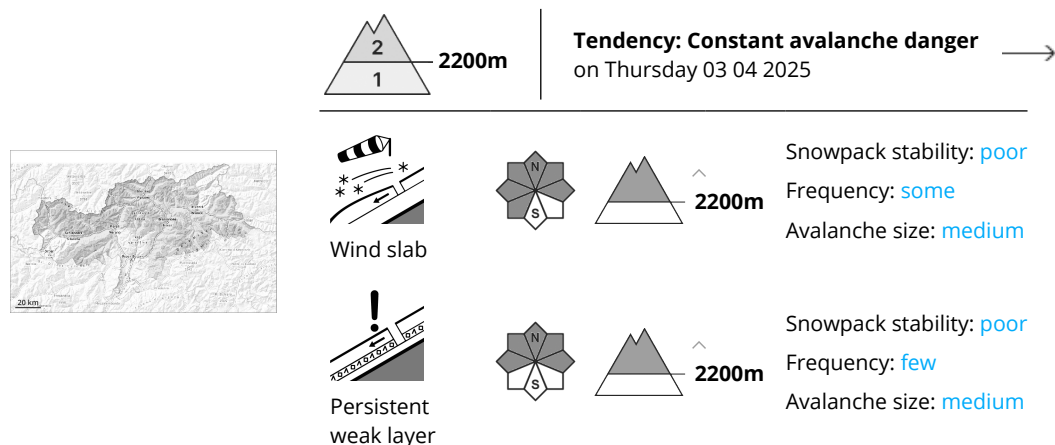 2
1
2200m
Tendency: Constant avalanche danger
on Thursday 03 04 2025
20 km
Wind slab
N
S
2200m
Snowpack stability: poor
Frequency: some
Avalanche size: medium
Persistent
weak layer
N
S
2200m
Snowpack stability: poor
Frequency: few
Avalanche size: medium